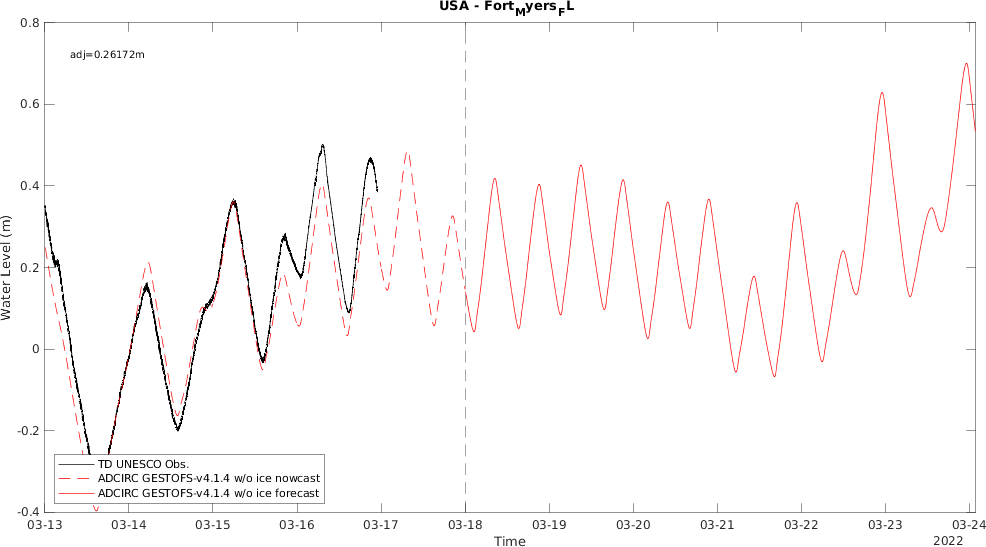 USA - Fort_Myers_FL
adj=0.26172m
0.8
0.6
0.4
0.2
0
-0.2
-0.4
Water Level (m)
TD UNESCO Obs.
ADCIRC GESTOFS-v4.1.4 w/o ice nowcast
ADCIRC GESTOFS-v4.1.4 w/o ice forecast
03-13 03-14 03-15 03-16 03-17 03-18 03-19 03-20 03-21 03-22 03-23 03-24
Time
2022